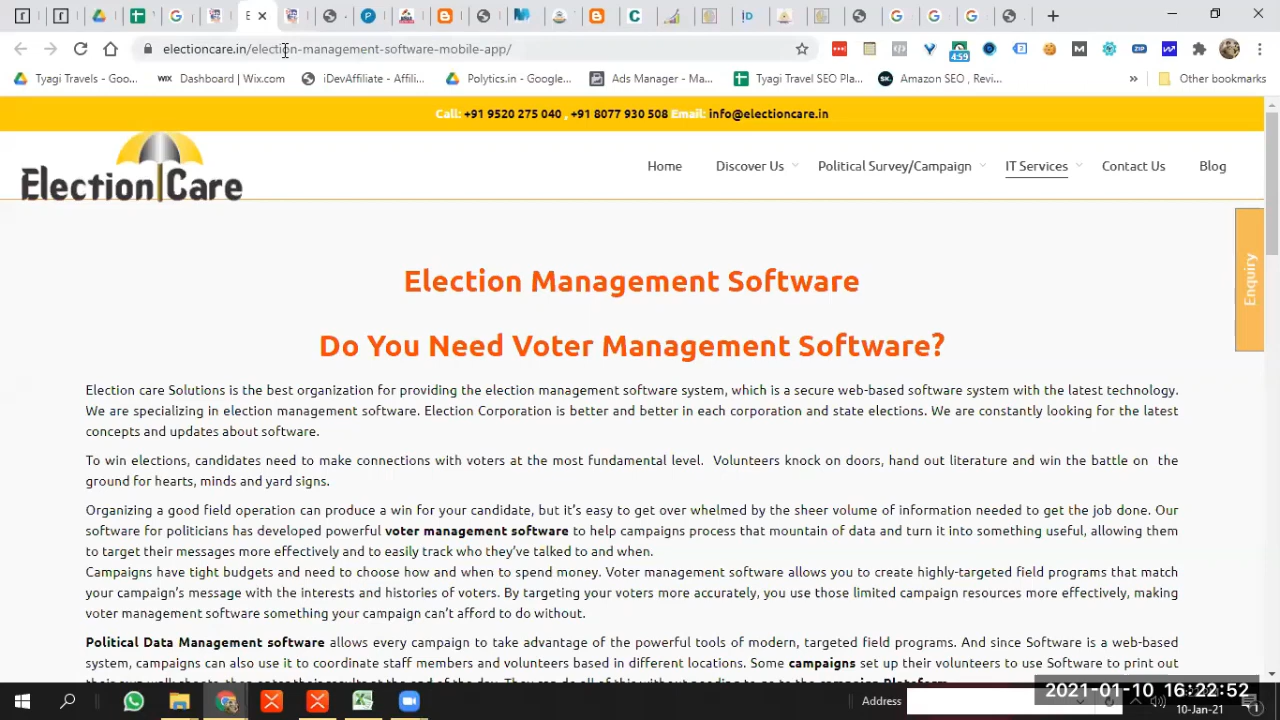 E
electioncare.in/election-management-software-mobile-app/
4:59
Tyagi Travels - Goo...
WIX Dashboard | Wix.com
iDevAffiliate - Affili...
Polytics.in - Google...
Ads Manager - Ma...
Tyagi Travel SEO Pla...
Amazon SEO , Revi...
»
Other bookmarks
Call: +91 9520 275 040 , +91 8077 930 508 Email: info@electioncare.in
Election Care
Home
Discover Us
Political Survey/Campaign
IT Services
Contact Us
Blog
Enquiry
Election Management Software
Do You Need Voter Management Software?
Election care Solutions is the best organization for providing the election management software system, which is a secure web-based software system with the latest technology.
We are specializing in election management software. Election Corporation is better and better in each corporation and state elections. We are constantly looking for the latest
concepts and updates about software.
To win elections, candidates need to make connections with voters at the most fundamental level. Volunteers knock on doors, hand out literature and win the battle on the
ground for hearts, minds and yard signs.
Organizing a good field operation can produce a win for your candidate, but it's easy to get over whelmed by the sheer volume of information needed to get the job done. Our
software for politicians has developed powerful voter management software to help campaigns process that mountain of data and turn it into something useful, allowing them
to target their messages more effectively and to easily track who they've talked to and when.
Campaigns have tight budgets and need to choose how and when to spend money. Voter management software allows you to create highly-targeted field programs that match
your campaign's message with the interests and histories of voters. By targeting your voters more accurately, you use those limited campaign resources more effectively, making
voter management software something your campaign can't afford to do without.
Political Data Management software allows every campaign to take advantage of the powerful tools of modern, targeted field programs. And since Software is a web-based
system, campaigns can also use it to coordinate staff members and volunteers based in different locations. Some campaigns set up their volunteers to use Software to print out
Address
2021-01-10 16:22:52
10-Jan-21